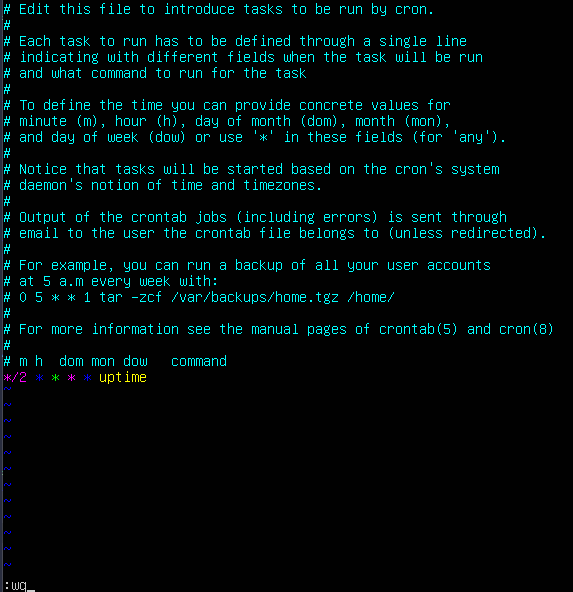 # Edit this file to introduce tasks to be run by cron.
#
# Each task to run has to be defined through a single line
# indicating with different fields when the task will be run
# and what command to run for the task
#
# To define the time you can provide concrete values for
# minute (m), hour (h), day of month (dom), month (mon),
# and day of week (dow) or use '*' in these fields (for 'any').
#
# Notice that tasks will be started based on the cron's system
# daemon's notion of time and timezones.
#
# Output of the crontab jobs (including errors) is sent through
# email to the user the crontab file belongs to (unless redirected).
#
# For example, you can run a backup of all your user accounts
# at 5 a.m every week with:
# 0 5 * * 1 tar -zcf /var/backups/home.tgz /home/
#
# For more information see the manual pages of crontab(5) and cron(8)
#
# m h  dom mon dow   command
*/2 * * * * uptime
~
~
~
~
~
~
~
~
~
~
~
~
:wq